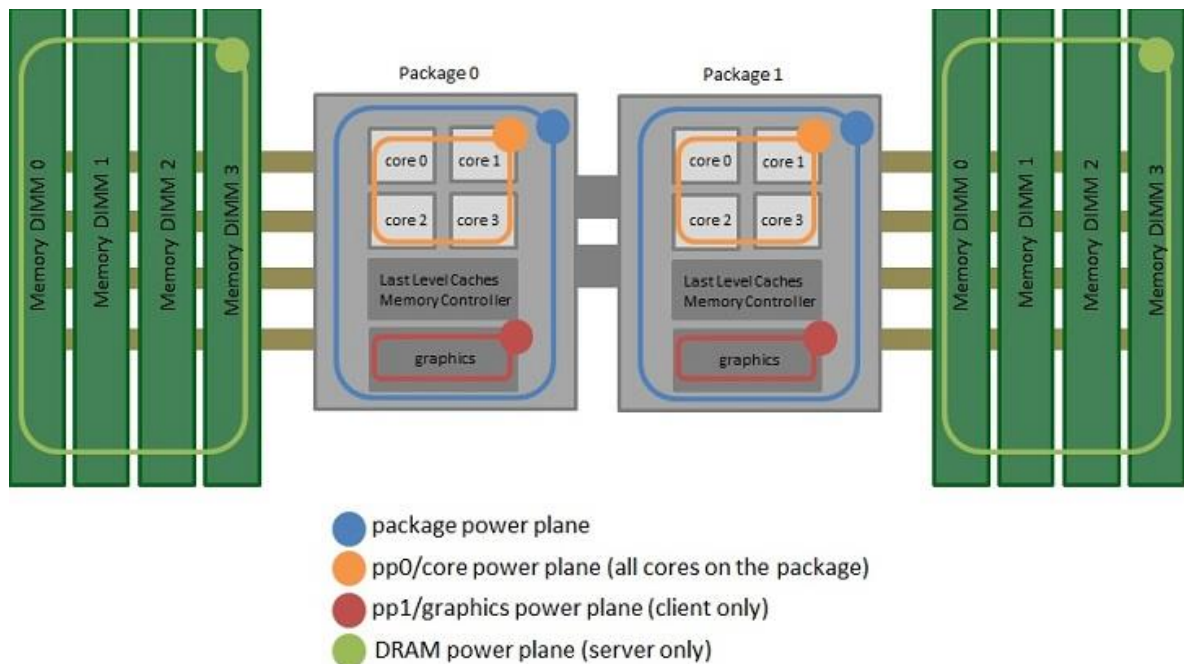 Package 0
Package 1
Memory DIMM 0
Memory DIMM 1
Memory DIMM 2
Memory DIMM 3
core 0
core 1
core 2
core 3
Last Level Caches
Memory Controller
graphics
core 0
core 1
core 2
core 3
Last Level Caches
Memory Controller
graphics
Memory DIMM 0
Memory DIMM 1
Memory DIMM 2
Memory DIMM 3
package power plane
pp0/core power plane (all cores on the package)
pp1/graphics power plane (client only)
DRAM power plane (server only)